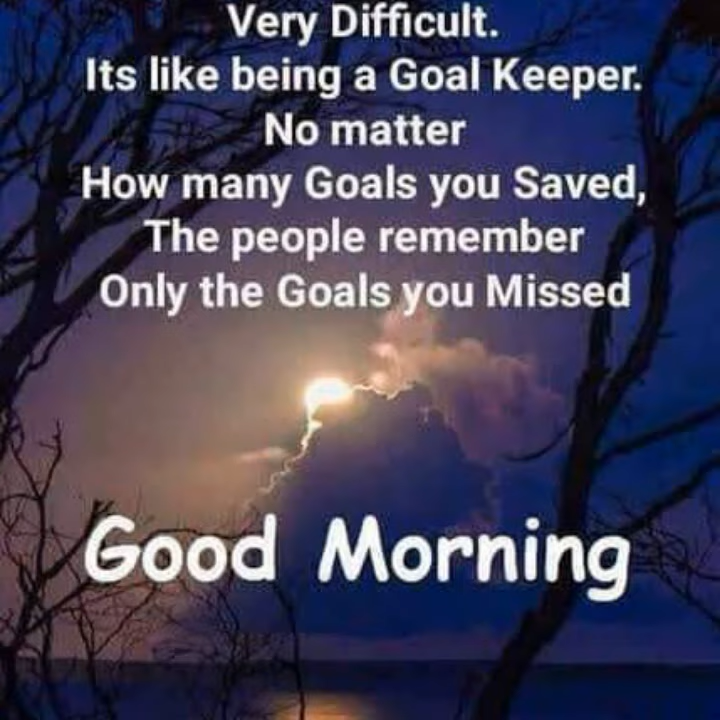 Very Difficult.
Its like being a Goal Keeper.
No matter
How many Goals you Saved,
The people remember
Only the Goals you Missed
Good Morning